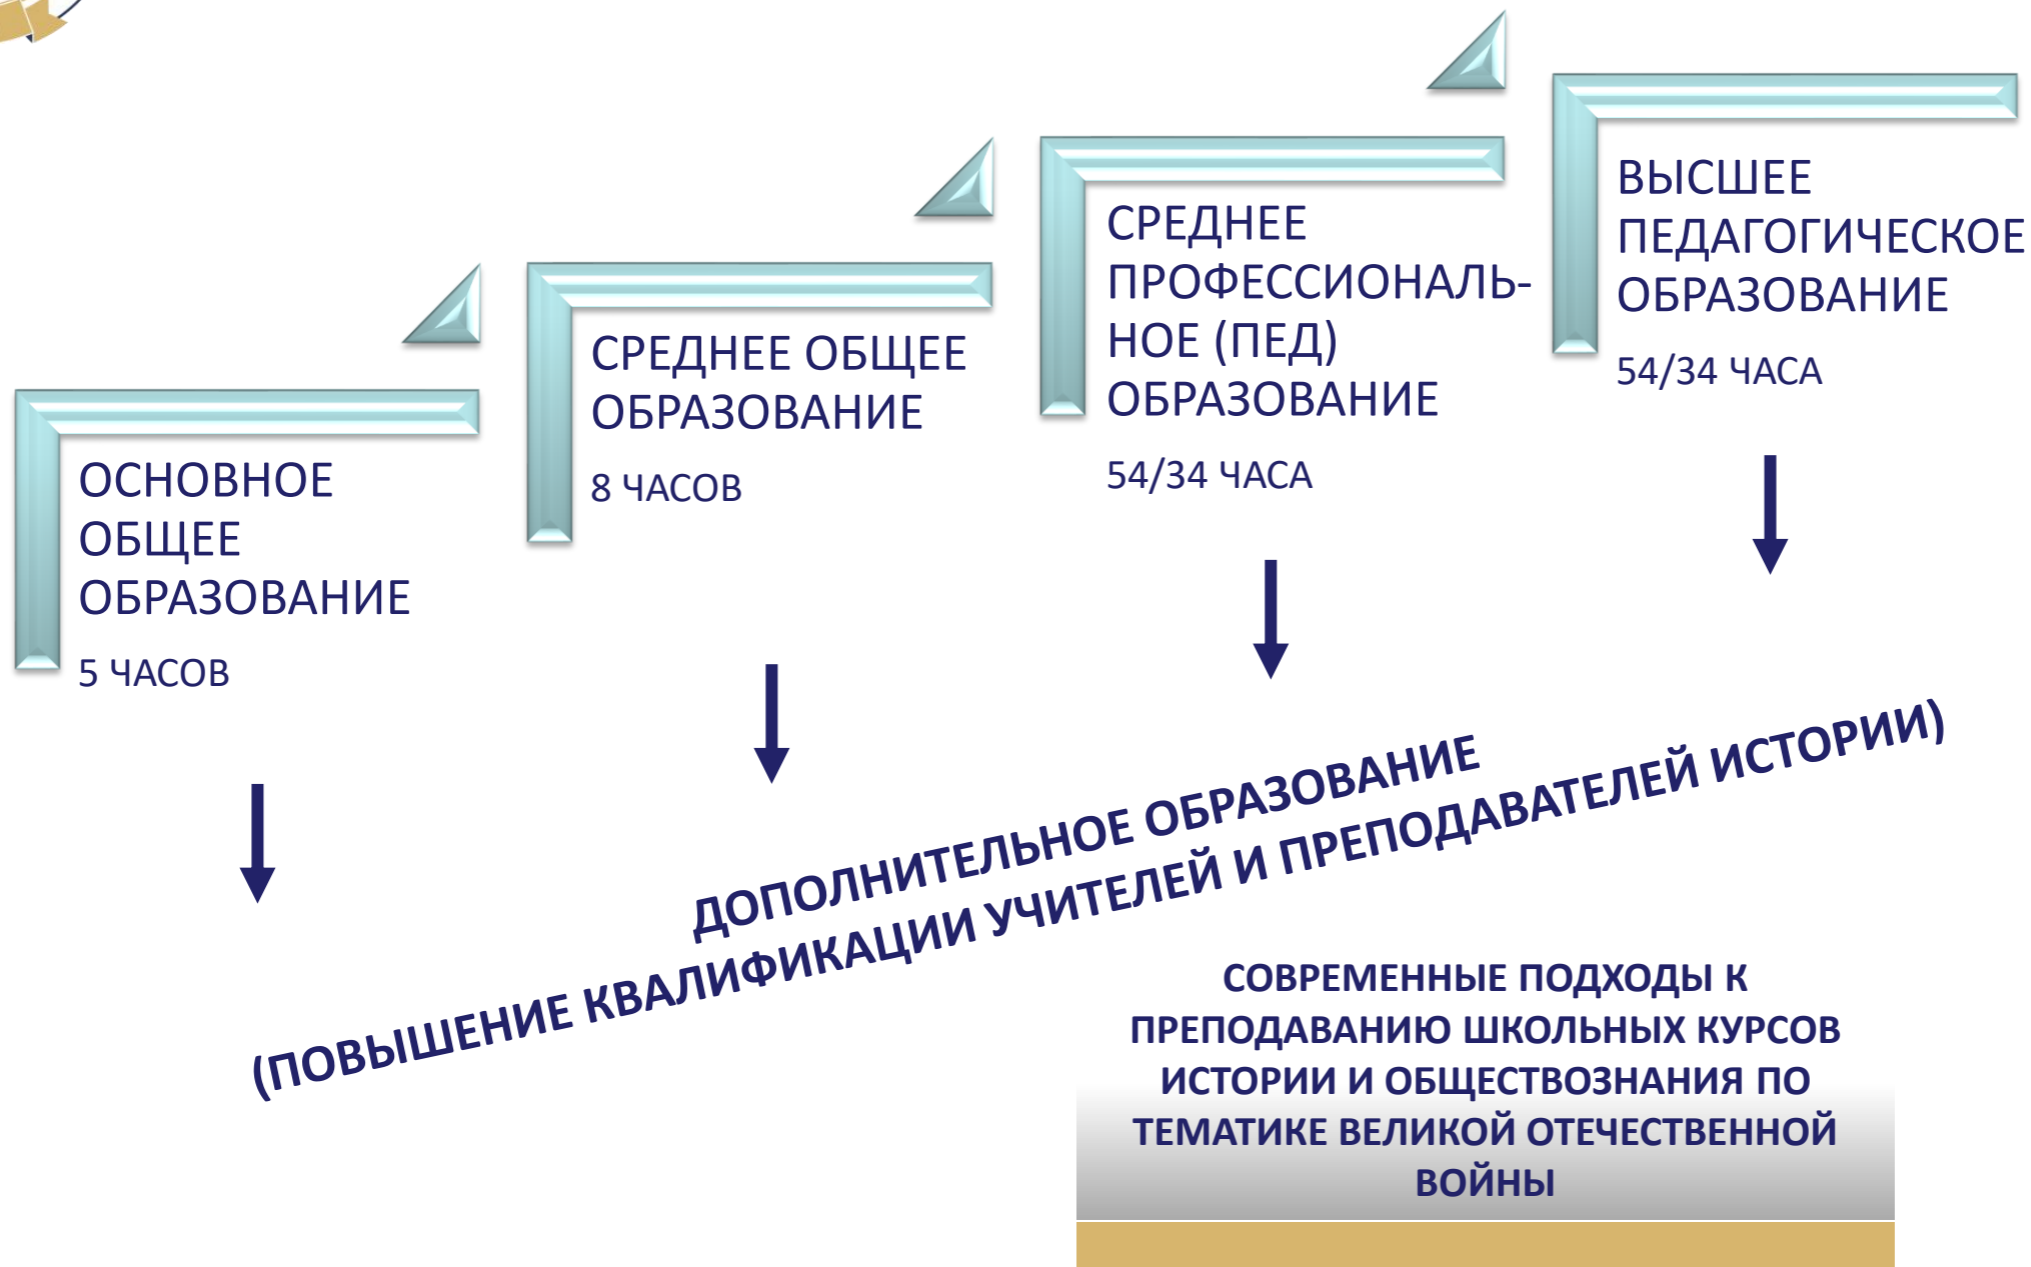 ОСНОВНОЕ
ОБЩЕЕ
ОБРАЗОВАНИЕ
5 ЧАСОВ
СРЕДНЕЕ ОБЩЕЕ
ОБРАЗОВАНИЕ
8 ЧАСОВ
СРЕДНЕЕ
ПРОФЕССИОНАЛЬ-
НОЕ (ПЕД)
ОБРАЗОВАНИЕ
54/34 ЧАСА
ВЫСШЕЕ
ПЕДАГОГИЧЕСКОЕ
ОБРАЗОВАНИЕ
54/34 ЧАСА
ДОПОЛНИТЕЛЬНОЕ ОБРАЗОВАНИЕ
(ПОВЫШЕНИЕ КВАЛИФИКАЦИИ УЧИТЕЛЕЙ И ПРЕПОДАВАТЕЛЕЙ ИСТОРИИ)
СОВРЕМЕННЫЕ ПОДХОДЫ К
ПРЕПОДАВАНИЮ ШКОЛЬНЫХ КУРСОВ
ИСТОРИИ И ОБЩЕСТВОЗНАНИЯ ПО
ТЕМАТИКЕ ВЕЛИКОЙ ОТЕЧЕСТВЕННОЙ
ВОЙНЫ